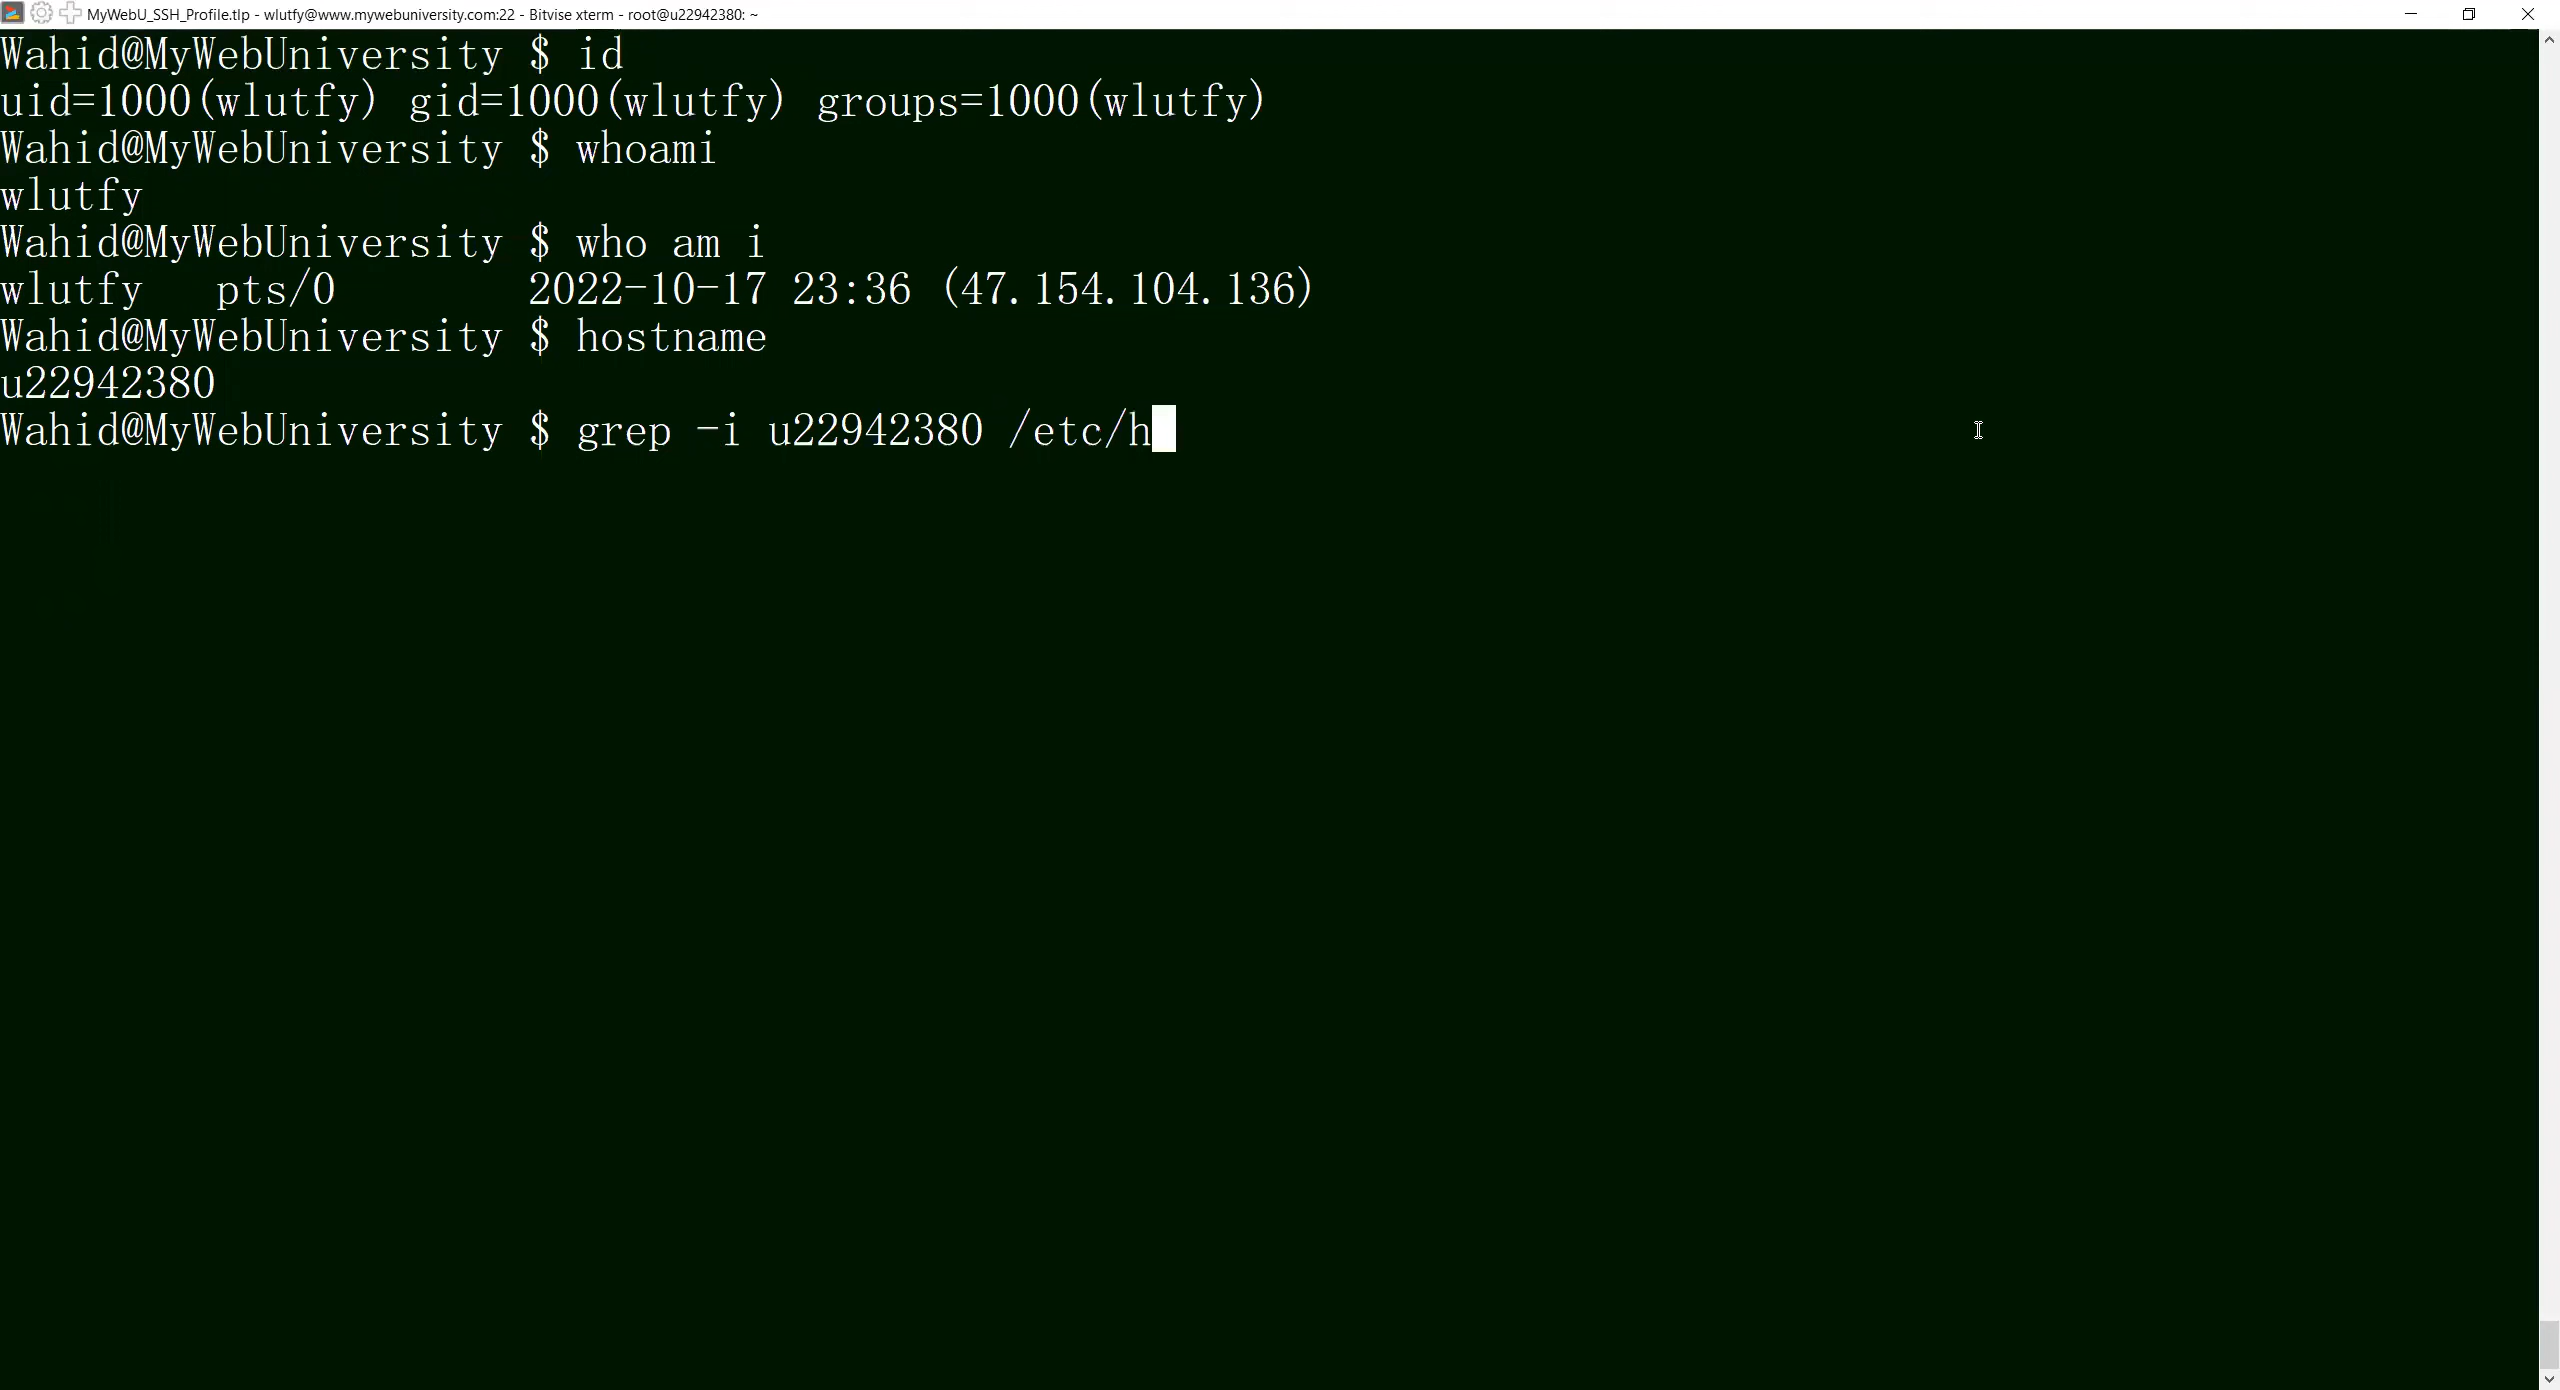 MyWebU_SSH_Profile.tlp - wlutfy@www.mywebuniversity.com:22 - Bitvise xterm - root@u22942380: ~
Wahid@MyWebUniversity $ id
uid=1000(wlutfy) gid=1000(wlutfy) groups=1000(wlutfy)
Wahid@MyWebUniversity $ whoami
wlutfy
Wahid@MyWebUniversity $ who am i
wlutfy   pts/0        2022-10-17 23:36 (47.154.104.136)
Wahid@MyWebUniversity $ hostname
u22942380
Wahid@MyWebUniversity $ grep -i u22942380 /etc/h